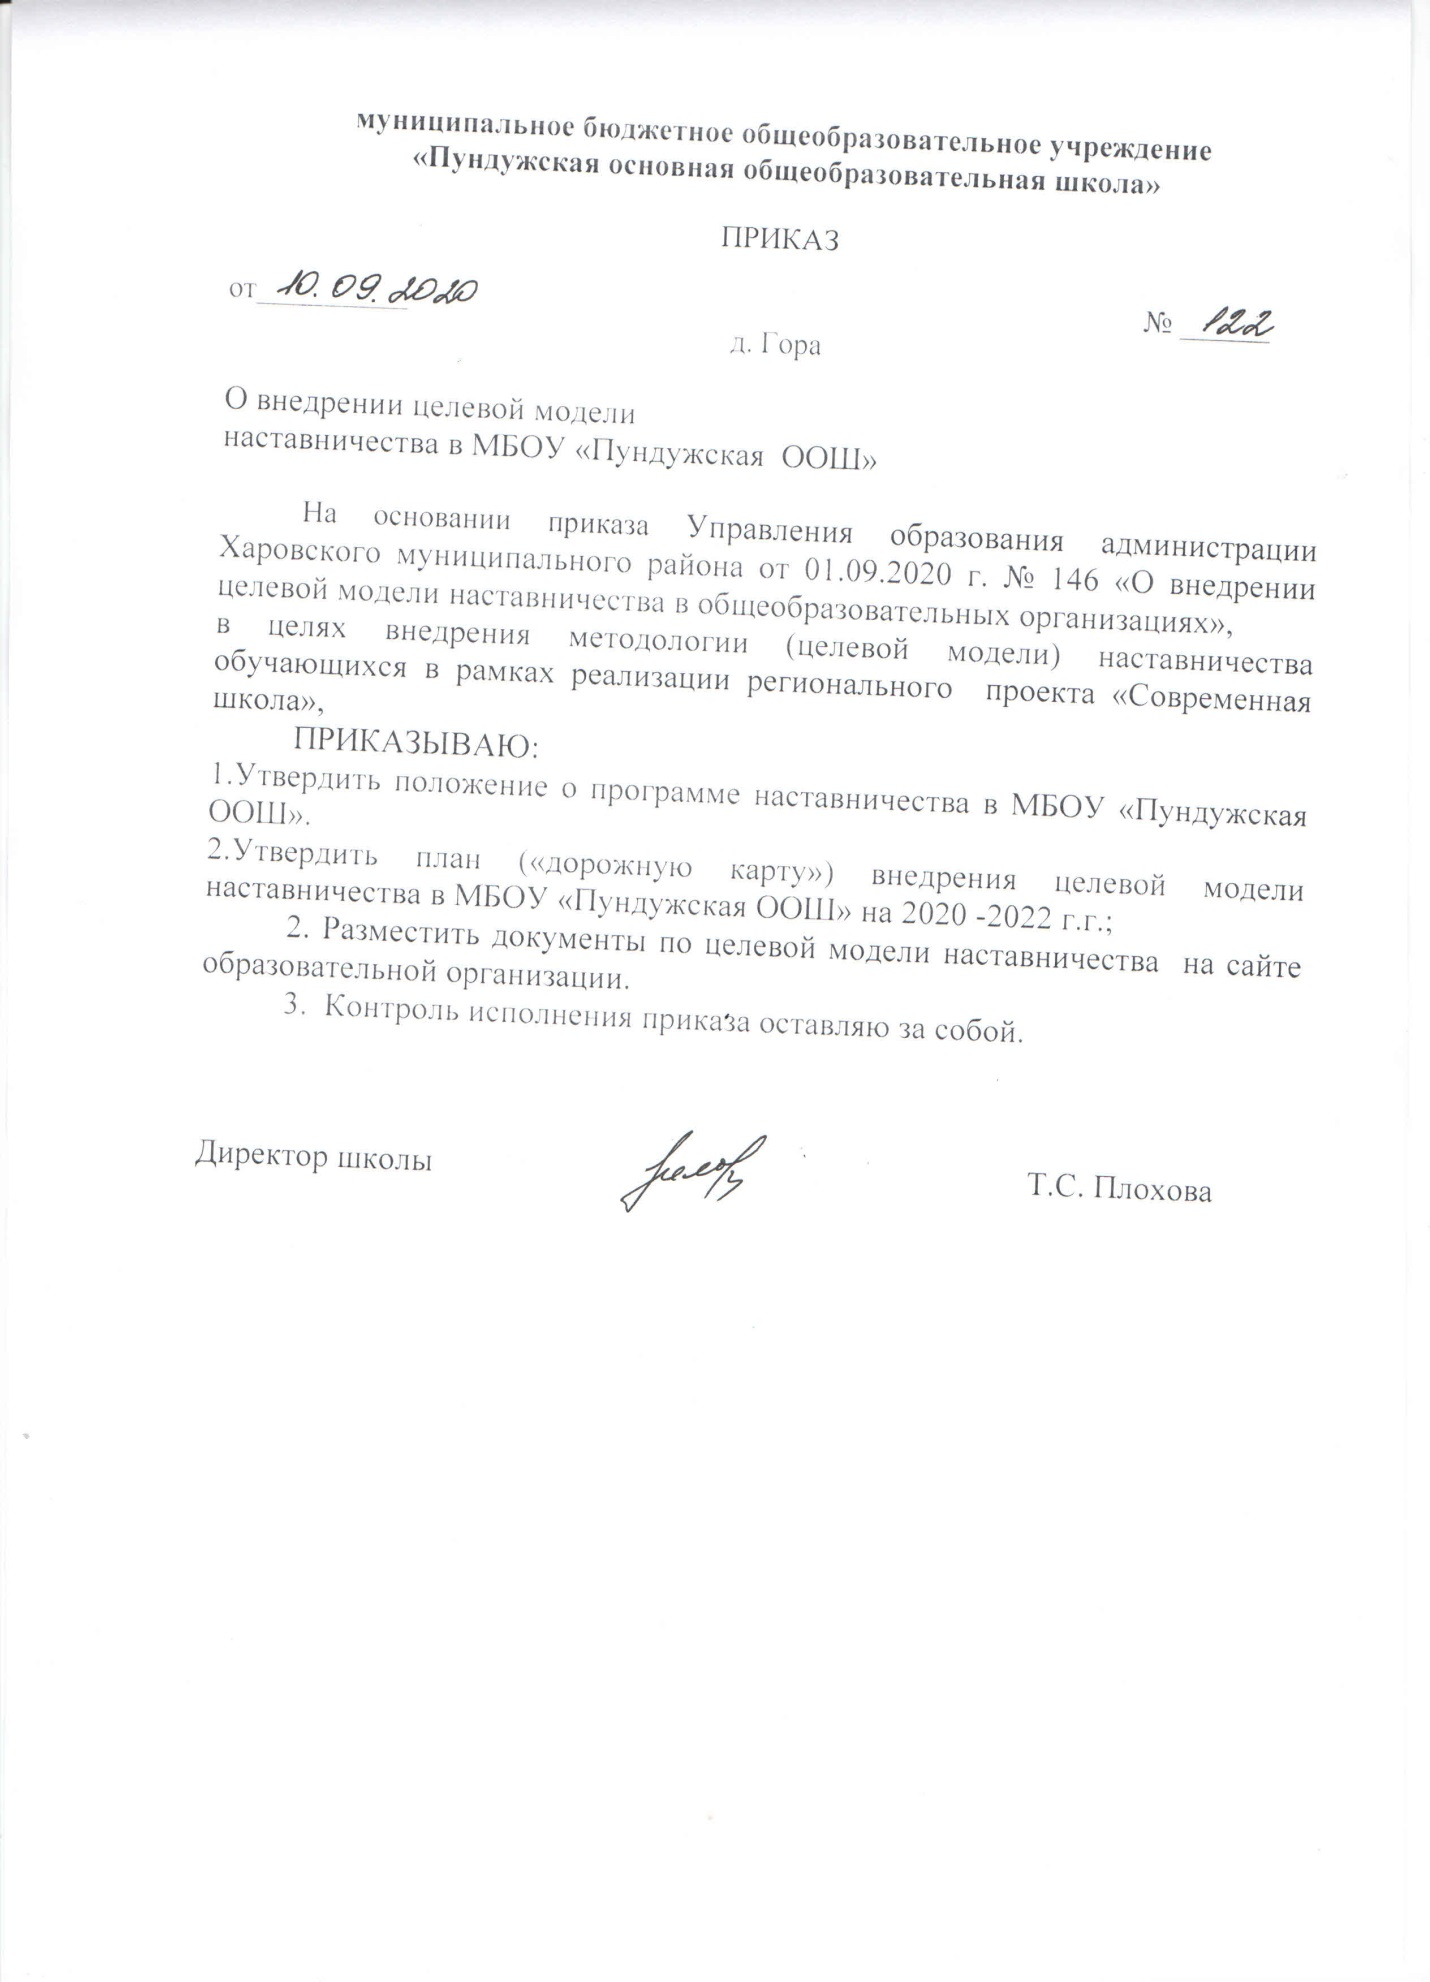 муниципальное бюджетное общеобразовательное учреждение
«Пундужская основная общеобразовательная школа»
ПРИКАЗ
от 10.09.2020
№ 122
д. Гора
О внедрении целевой модели
наставничества в МБОУ «Пундужская ООШ»
На основании приказа Управления образования администрации
Харовского муниципального района от 01.09.2020 г. № 146 «О внедрении
целевой модели наставничества в общеобразовательных организациях»,
в целях внедрения методологии (целевой модели) наставничества
обучающихся в рамках реализации регионального проекта «Современная
школа»,
ПРИКАЗЫВАЮ:
1.Утвердить положение о программе наставничества в МБОУ «Пундужская
ООШ».
2.Утвердить план («дорожную карту») внедрения целевой модели
наставничества в МБОУ «Пундужская ООШ» на 2020 -2022 г.г.;
2. Разместить документы по целевой модели наставничества на сайте
образовательной организации.
3. Контроль исполнения приказа оставляю за собой.
Директор школы
Т.С. Плохова